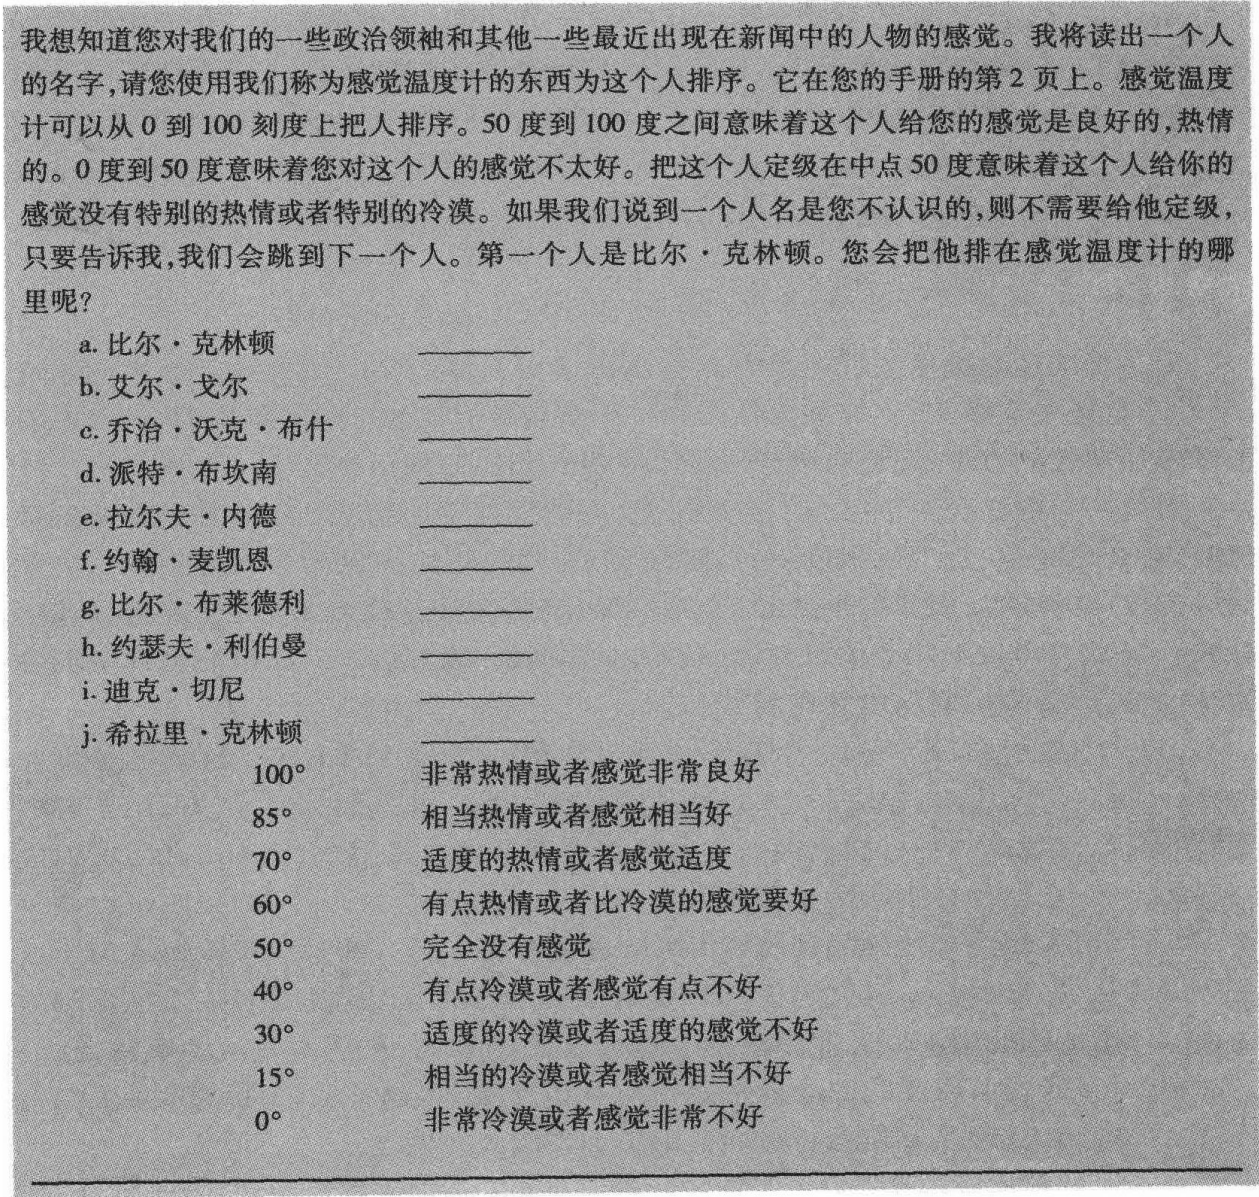 我想知道您对我们的一些政治领袖和其他一些最近出现在新闻中的人物的感觉。我将读出一个人
的名字,请您使用我们称为感觉温度计的东西为这个人排序。它在您的手册的第2页上。感觉温度
计可以从0到100刻度上把人排序。50度到100度之间意味着这个人给您的感觉是良好的,热情
的。0度到50度意味着您对这个人的感觉不太好。把这个人定级在中点50度意味着这个人给你的
感觉没有特别的热情或者特别的冷漠。如果我们说到一个人名是您不认识的,则不需要给他定级,
只要告诉我,我们会跳到下一个人。第一个人是比尔·克林顿。您会把他排在感觉温度计的哪
里呢?
a. 比尔·克林顿
b. 艾尔·戈尔
c. 乔治·沃克·布什
d. 派特·布坎南
e. 拉尔夫·内德
f. 约翰·麦凯恩
g. 比尔·布莱德利
h. 约瑟夫·利伯曼
i. 迪克·切尼
j. 希拉里·克林顿
100° 非常热情或者感觉非常良好
85° 相当热情或者感觉相当好
70° 适度的热情或者感觉适度
60° 有点热情或者比冷漠的感觉要好
50° 完全没有感觉
40° 有点冷漠或者感觉有点不好
30° 适度的冷漠或者适度的感觉不好
15° 相当的冷漠或者感觉相当不好
0° 非常冷漠或者感觉非常不好